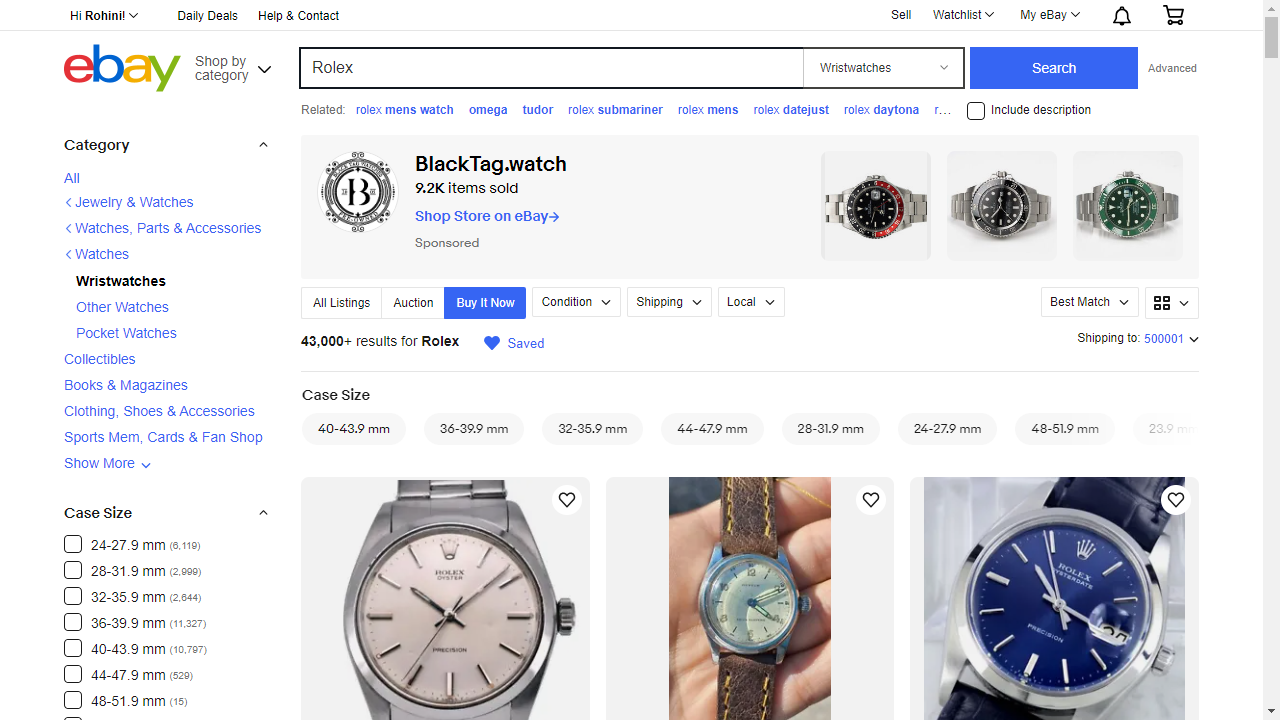 Hi Rohini!
Daily Deals
Help & Contact
Sell
Watchlist
My eBay
ebay
Shop by category
Rolex
Wristwatches
Search
Advanced
Related: rolex mens watch omega tudor rolex submariner rolex mens rolex datejust rolex daytona r…
Include description
Category
All
Jewelry & Watches
Watches, Parts & Accessories
Watches
Wristwatches
Other Watches
Pocket Watches
Collectibles
Books & Magazines
Clothing, Shoes & Accessories
Sports Mem, Cards & Fan Shop
Show More
Case Size
24-27.9 mm (6,119)
28-31.9 mm (2,999)
32-35.9 mm (2,644)
36-39.9 mm (11,327)
40-43.9 mm (10,797)
44-47.9 mm (529)
48-51.9 mm (15)
B
BlackTag.watch
9.2K items sold
Shop Store on eBay
Sponsored
All Listings
Auction
Buy It Now
Condition
Shipping
Local
Best Match
43,000+ results for Rolex
Saved
Shipping to: 500001
Case Size
40-43.9 mm
36-39.9 mm
32-35.9 mm
44-47.9 mm
28-31.9 mm
24-27.9 mm
48-51.9 mm
23.9 mm
ROLEX
OYSTER
PRECISION
ROLEX
OYSTERDATE
PRECISION